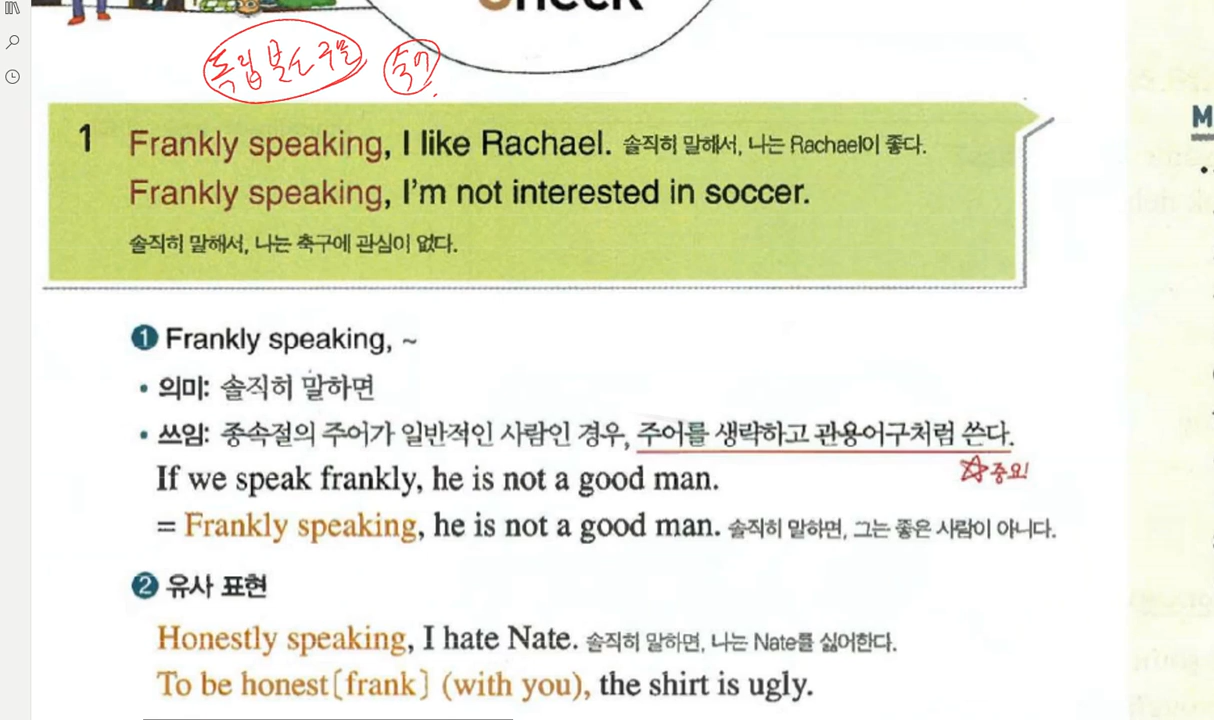 Check
독립분사구문 숙어.
1 Frankly speaking, I like Rachael. 솔직히 말해서, 나는 Rachael이 좋다.
Frankly speaking, I'm not interested in soccer.
솔직히 말해서, 나는 축구에 관심이 없다.
1 Frankly speaking, ~
• 의미: 솔직히 말하면
• 쓰임: 종속절의 주어가 일반적인 사람인 경우, 주어를 생략하고 관용어구처럼 쓴다.
☆중요!
If we speak frankly, he is not a good man.
= Frankly speaking, he is not a good man. 솔직히 말하면, 그는 좋은 사람이 아니다.
2 유사 표현
Honestly speaking, I hate Nate. 솔직히 말하면, 나는 Nate를 싫어한다.
To be honest[frank] (with you), the shirt is ugly.
M